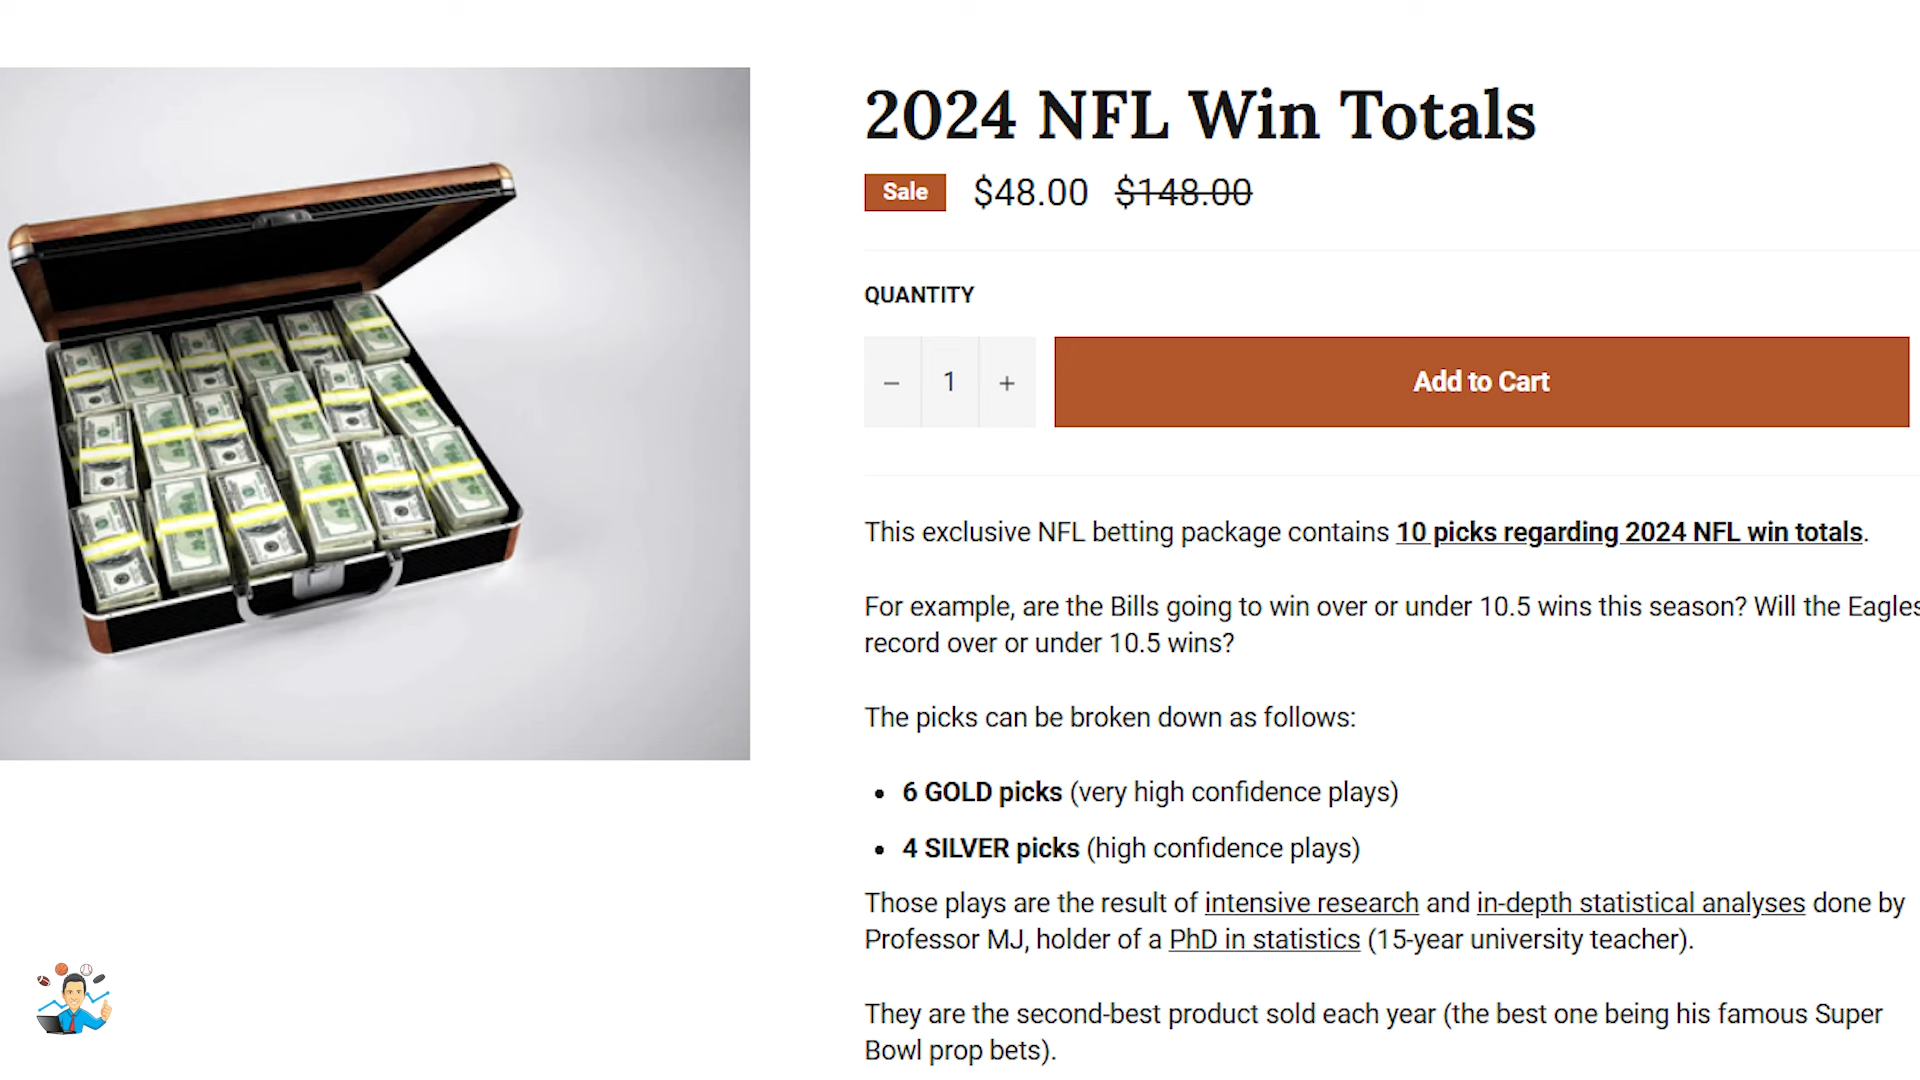 2024 NFL Win Totals
Sale $48.00 $148.00
QUANTITY
− 1 +
Add to Cart
This exclusive NFL betting package contains 10 picks regarding 2024 NFL win totals.
For example, are the Bills going to win over or under 10.5 wins this season? Will the Eagles
record over or under 10.5 wins?
The picks can be broken down as follows:
• 6 GOLD picks (very high confidence plays)
• 4 SILVER picks (high confidence plays)
Those plays are the result of intensive research and in-depth statistical analyses done by
Professor MJ, holder of a PhD in statistics (15-year university teacher).
They are the second-best product sold each year (the best one being his famous Super
Bowl prop bets).